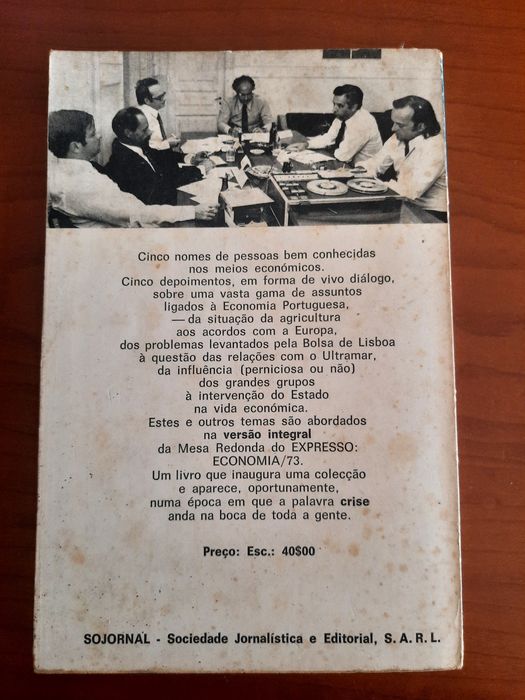 Cinco nomes de pessoas bem conhecidas
nos meios económicos.
Cinco depoimentos, em forma de vivo diálogo,
sobre uma vasta gama de assuntos
ligados à Economia Portuguesa,
— da situação da agricultura
aos acordos com a Europa,
dos problemas levantados pela Bolsa de Lisboa
à questão das relações com o Ultramar,
da influência (perniciosa ou não)
dos grandes grupos
à intervenção do Estado
na vida económica.
Estes e outros temas são abordados
na versão integral
da Mesa Redonda do EXPRESSO:
ECONOMIA/73.
Um livro que inaugura uma colecção
e aparece, oportunamente,
numa época em que a palavra crise
anda na boca de toda a gente.
Preço: Esc.: 40$00
SOJORNAL - Sociedade Jornalística e Editorial, S. A. R. L.